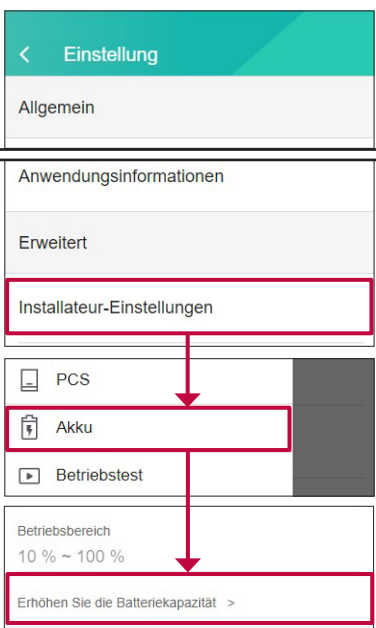 Einstellung
Allgemein
Anwendungsinformationen
Erweitert
Installateur-Einstellungen
PCS
Akku
Betriebstest
Betriebsbereich
10 % ~ 100 %
Erhöhen Sie die Batteriekapazität >